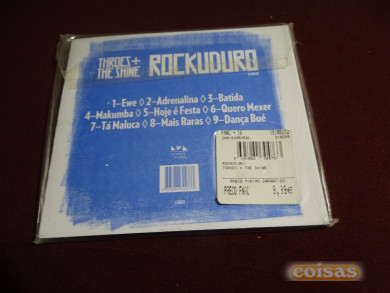 THROES +
THE SHINE
ROCKUDURO
1-Ewe ◊ 2-Adrenalina ◊ 3-Batida
4-Makumba ◊ 5-Hoje é Festa ◊ 6-Quero Mexer
7-Tá Maluca ◊ 8-Mais Raras ◊ 9-Dança Bué
ROCKUDURO
THROES + THE SHINE
PRECO FNAC
9,99
coisas